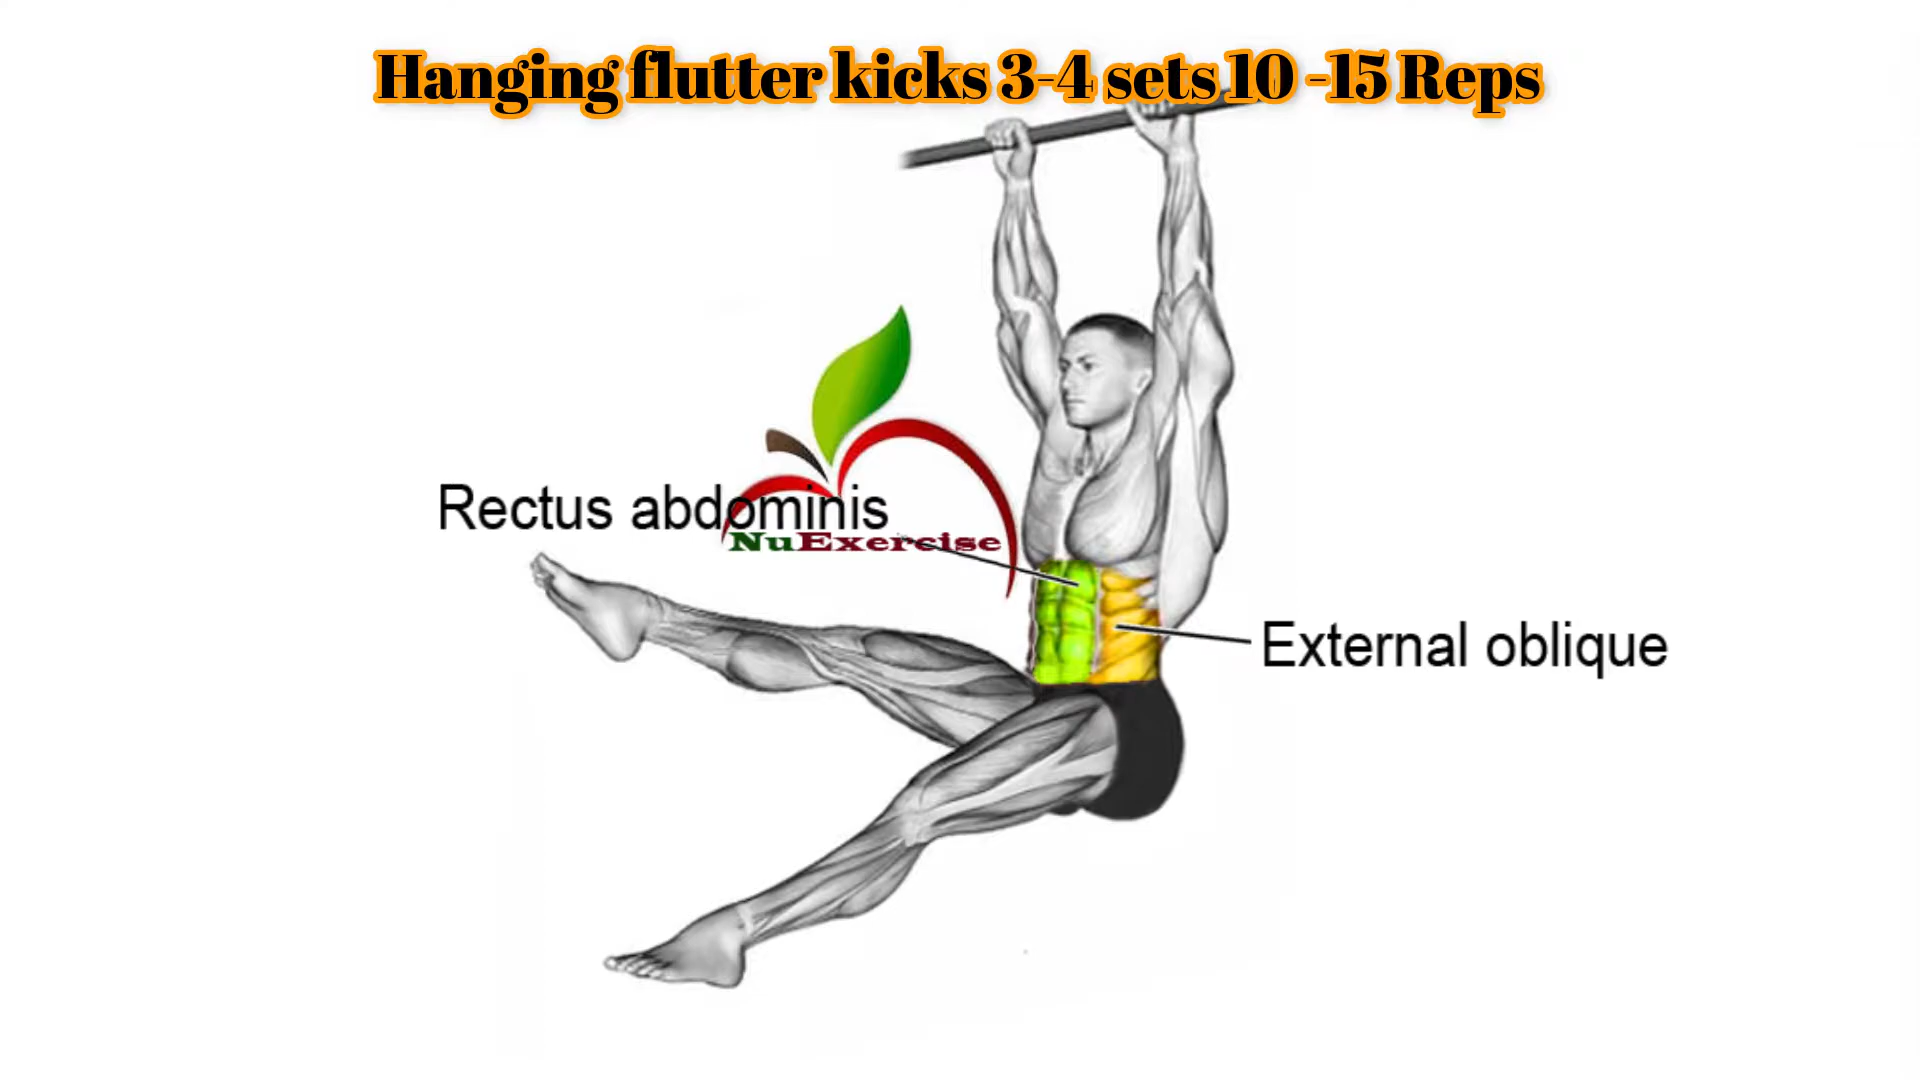 Hanging flutter kicks 3-4 sets 10 -15 Reps
Rectus abdominis
NuExercise
External oblique